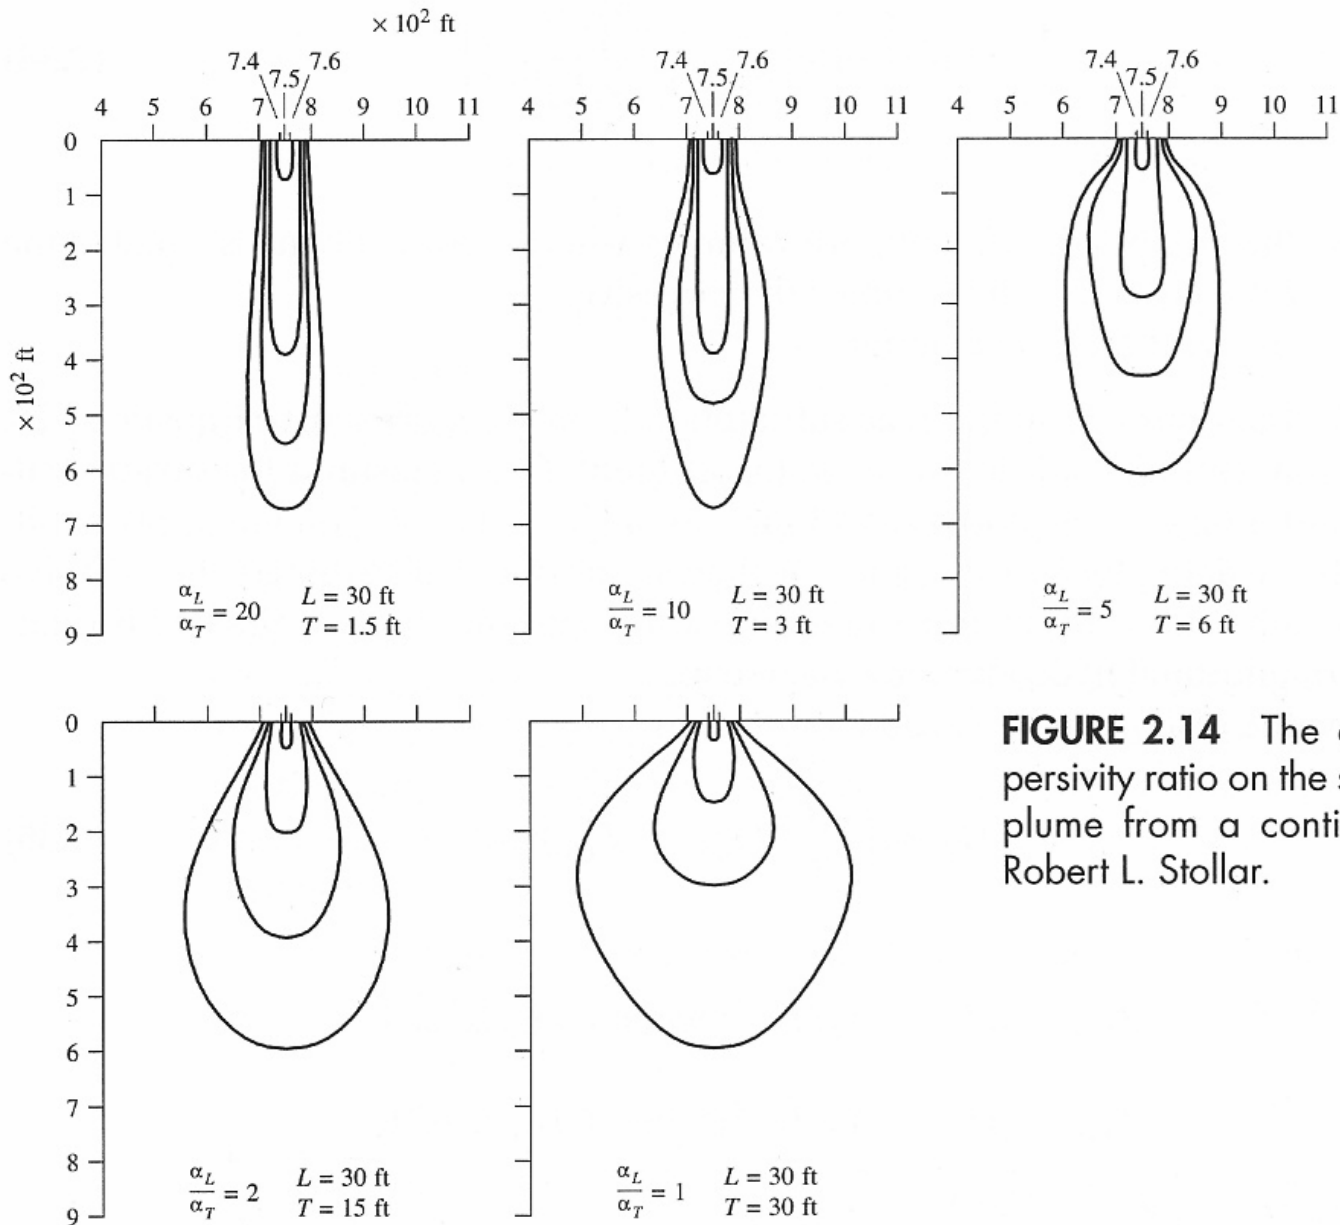 × 10² ft
7.4 7.5 7.6
4 5 6 7 8 9 10 11
7.4 7.5 7.6
4 5 6 7 8 9 10 11
7.4 7.5 7.6
4 5 6 7 8 9 10 11
× 10² ft
0
1
2
3
4
5
6
7
8
9
α_L/α_T = 20 L = 30 ft
T = 1.5 ft
α_L/α_T = 10 L = 30 ft
T = 3 ft
α_L/α_T = 5 L = 30 ft
T = 6 ft
0
1
2
3
4
5
6
7
8
9
α_L/α_T = 2 L = 30 ft
T = 15 ft
0
α_L/α_T = 1 L = 30 ft
T = 30 ft
FIGURE 2.14 The
persivity ratio on the
plume from a conti
Robert L. Stollar.